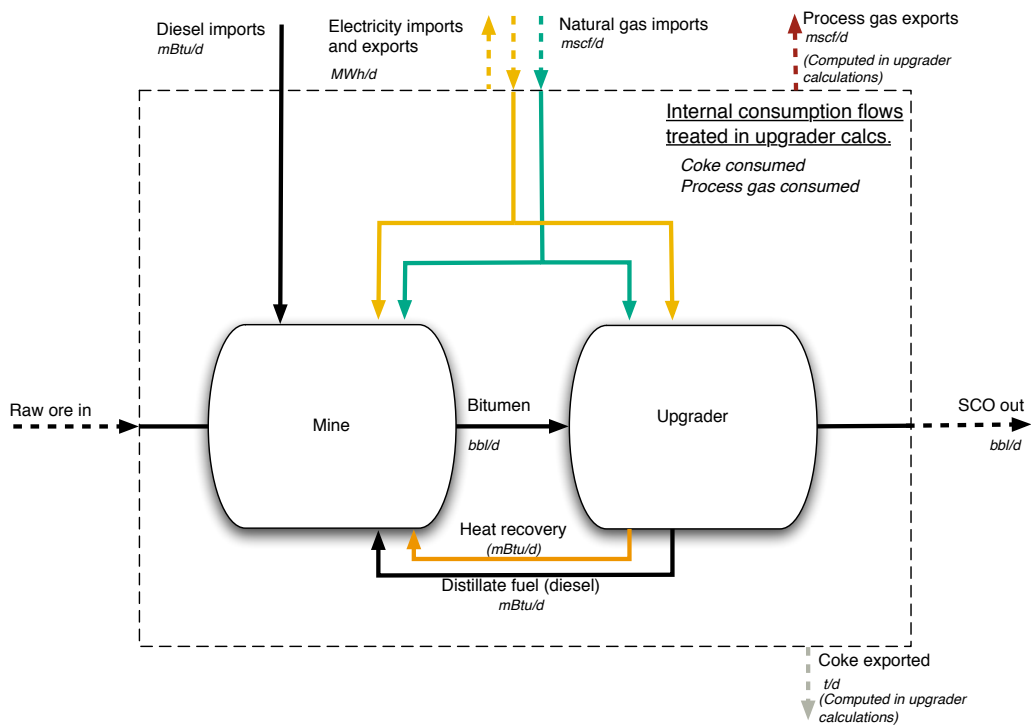 Diesel imports
mBtu/d
Electricity imports
and exports
MWh/d
Natural gas imports
mscf/d
Process gas exports
mscf/d
(Computed in upgrader
calculations)
Internal consumption flows
treated in upgrader calcs.
Coke consumed
Process gas consumed
Raw ore in
Mine
Bitumen
bbl/d
Upgrader
SCO out
bbl/d
Heat recovery
(mBtu/d)
Distillate fuel (diesel)
mBtu/d
Coke exported
t/d
(Computed in upgrader
calculations)